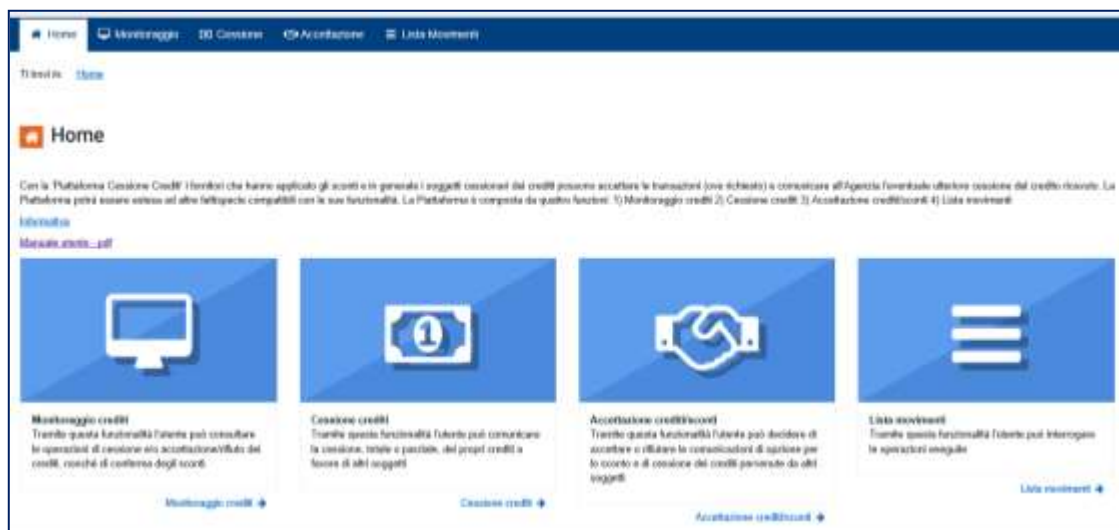 Home Monitoraggio Cessione Accettazione Lista Movimenti
Ti trovi in: Home
Home
Con la 'Piattaforma Cessione Crediti' i fornitori che hanno applicato gli sconti e in generale i soggetti cessionari dei crediti possono accettare le transazioni (ove richiesto) e comunicare all'Agenzia l'eventuale ulteriore cessione del credito ricevuto. La
Piattaforma potrà essere estesa ad altre fattispecie compatibili con le sue funzionalità. La Piattaforma è composta da quattro funzioni: 1) Monitoraggio crediti 2) Cessione crediti 3) Accettazione crediti/sconti 4) Lista movimenti
Informativa
Manuale utente - pdf
1
Monitoraggio crediti
Tramite questa funzionalità l'utente può consultare
le operazioni di cessione e/o accettazione/rifiuto dei
crediti, nonché di conferma degli sconti.
Monitoraggio crediti
Cessione crediti
Tramite questa funzionalità l'utente può comunicare
la cessione, totale o parziale, dei propri crediti a
favore di altri soggetti
Cessione crediti
Accettazione crediti/sconti
Tramite questa funzionalità l'utente può decidere di
accettare o rifiutare le comunicazioni di opzione per
lo sconto e di cessione dei crediti pervenute da altri
soggetti
Accettazione crediti/sconti
Lista movimenti
Tramite questa funzionalità l'utente può interrogare
le operazioni eseguite
Lista movimenti